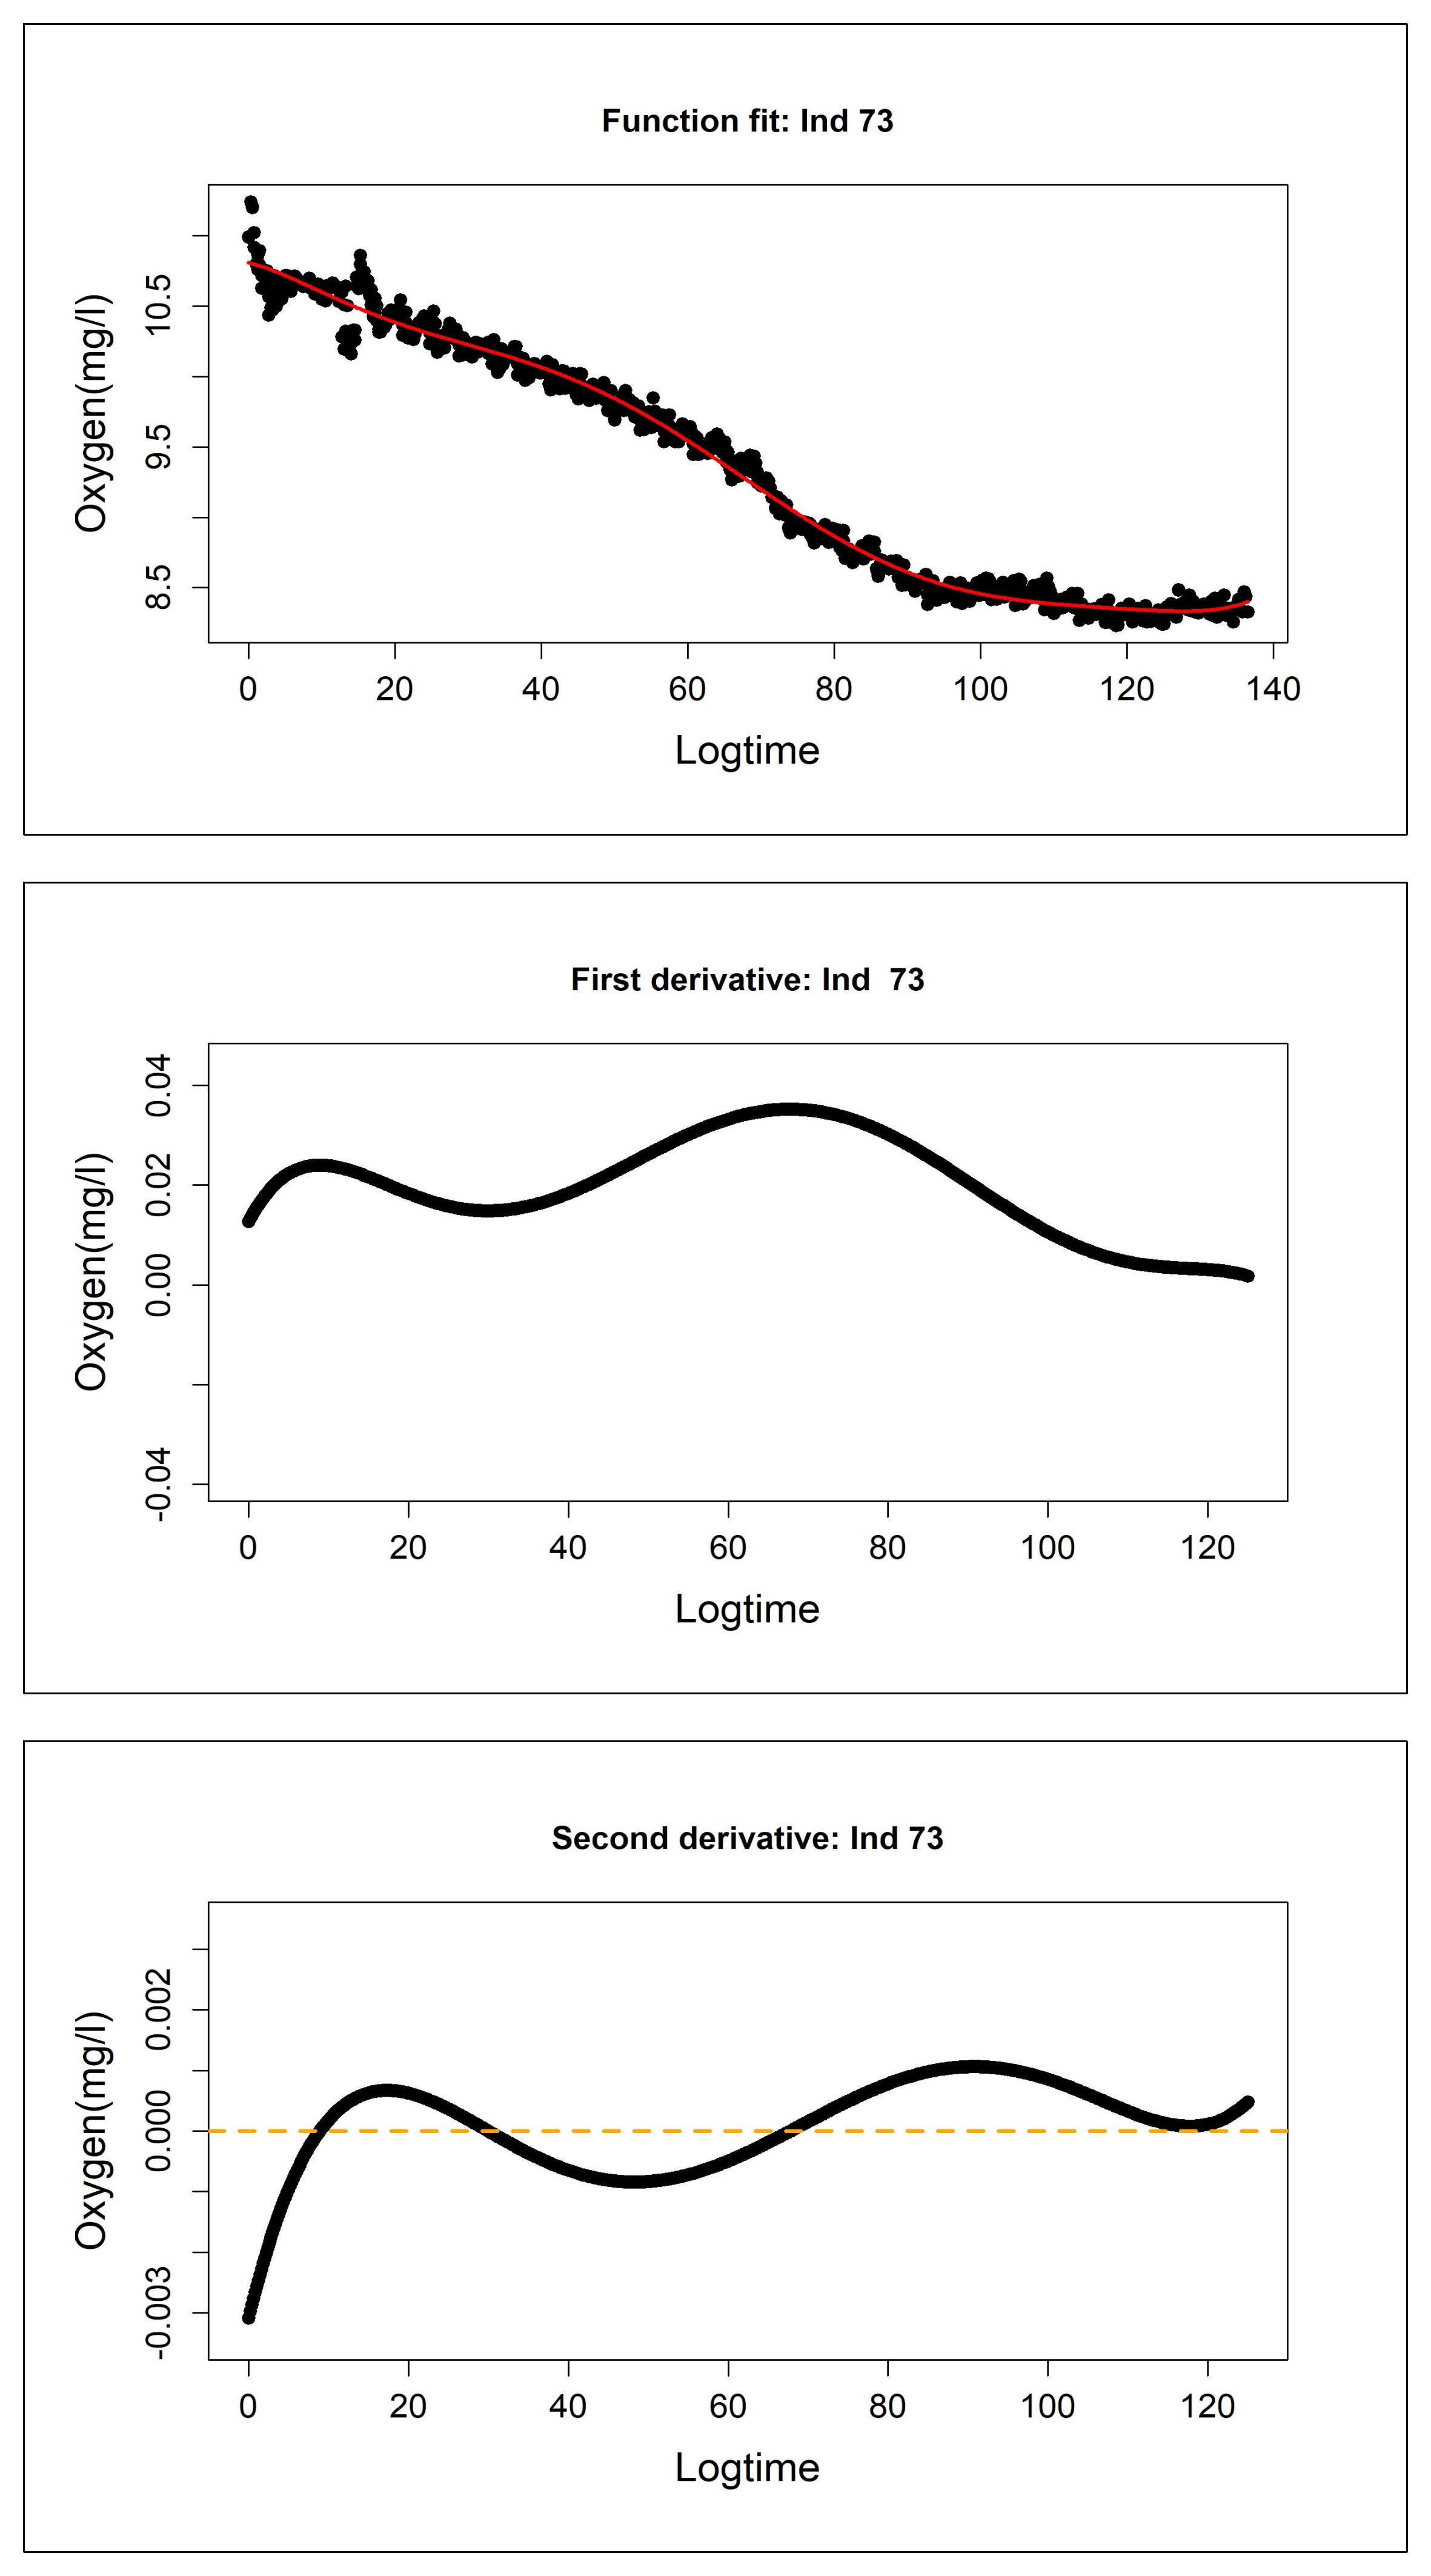 Function fit: Ind 73
Oxygen(mg/l)
10.5
9.5
8.5
0 20 40 60 80 100 120 140
Logtime
First derivative: Ind  73
Oxygen(mg/l)
0.04
0.02
0.00
-0.04
0 20 40 60 80 100 120
Logtime
Second derivative: Ind 73
Oxygen(mg/l)
0.002
0.000
-0.003
0 20 40 60 80 100 120
Logtime